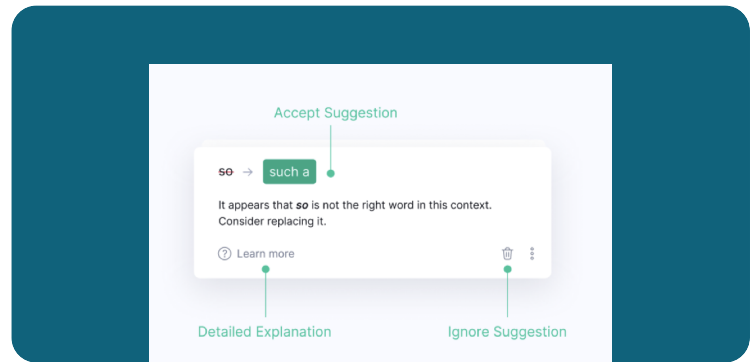 Accept Suggestion
so → such a
It appears that so is not the right word in this context.
Consider replacing it.
? Learn more
Detailed Explanation
Ignore Suggestion